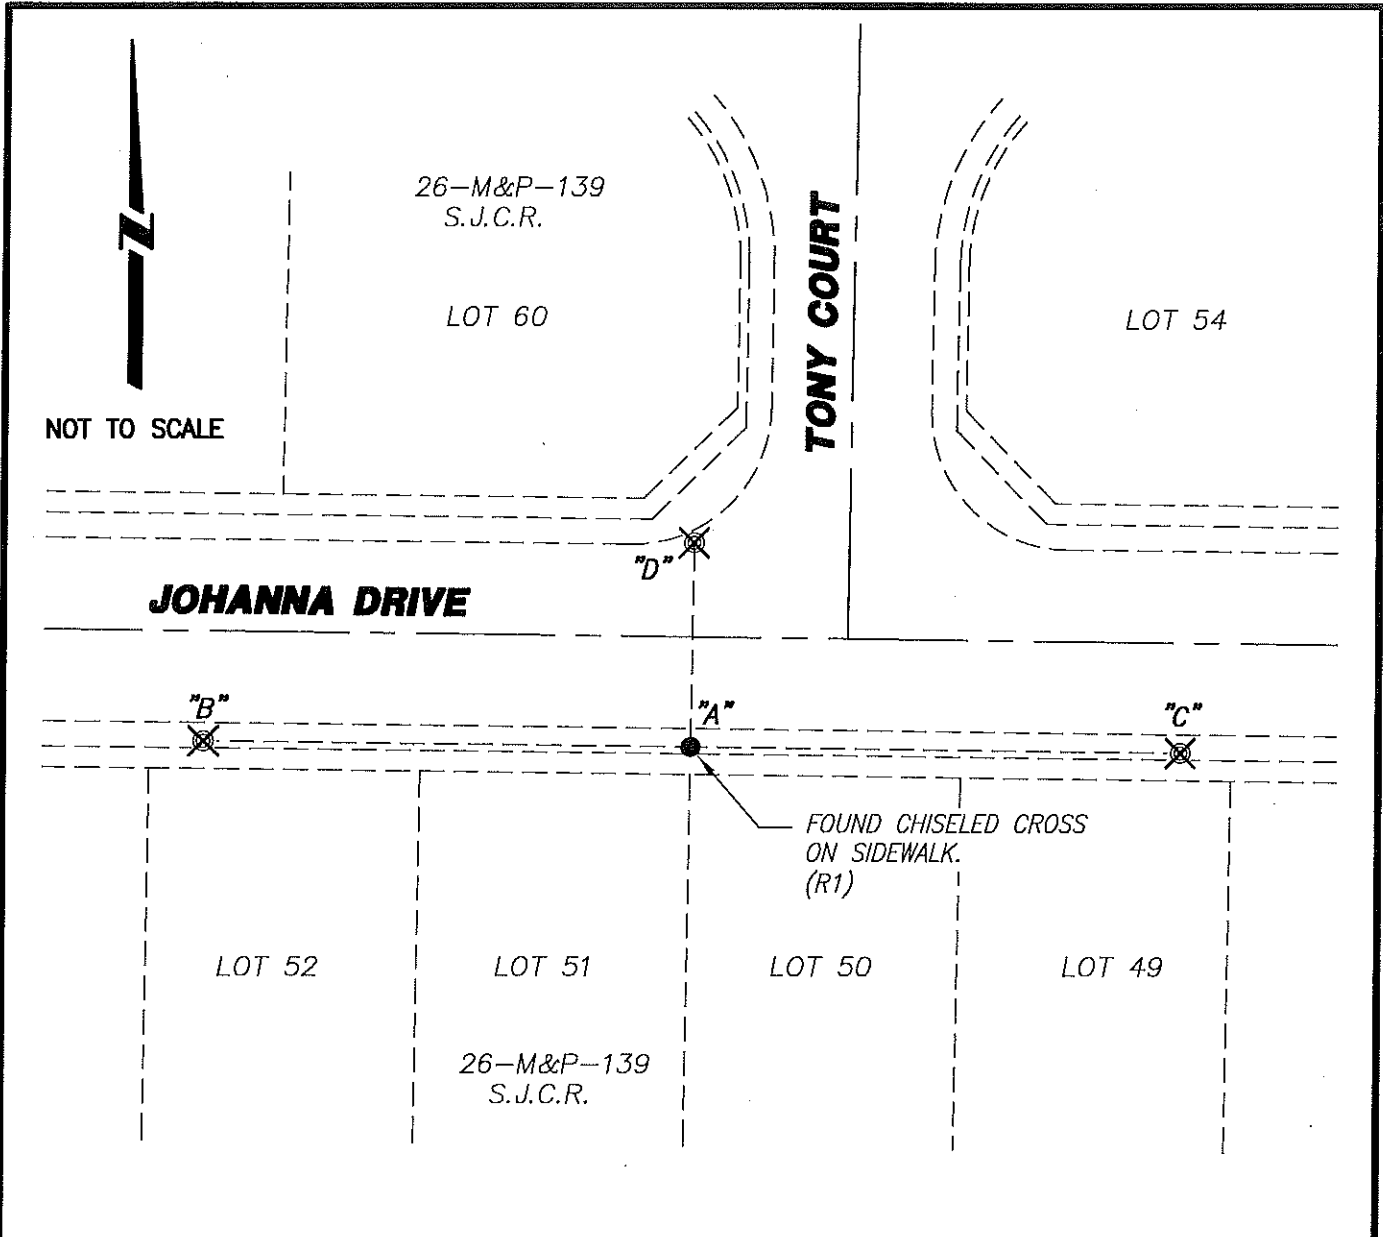 26-M&P-139
S.J.C.R.
LOT 60
TONY COURT
LOT 54
NOT TO SCALE
"D"
JOHANNA DRIVE
"B"
"A"
"C"
FOUND CHISELED CROSS
ON SIDEWALK.
(R1)
LOT 52
LOT 51
LOT 50
LOT 49
26-M&P-139
S.J.C.R.